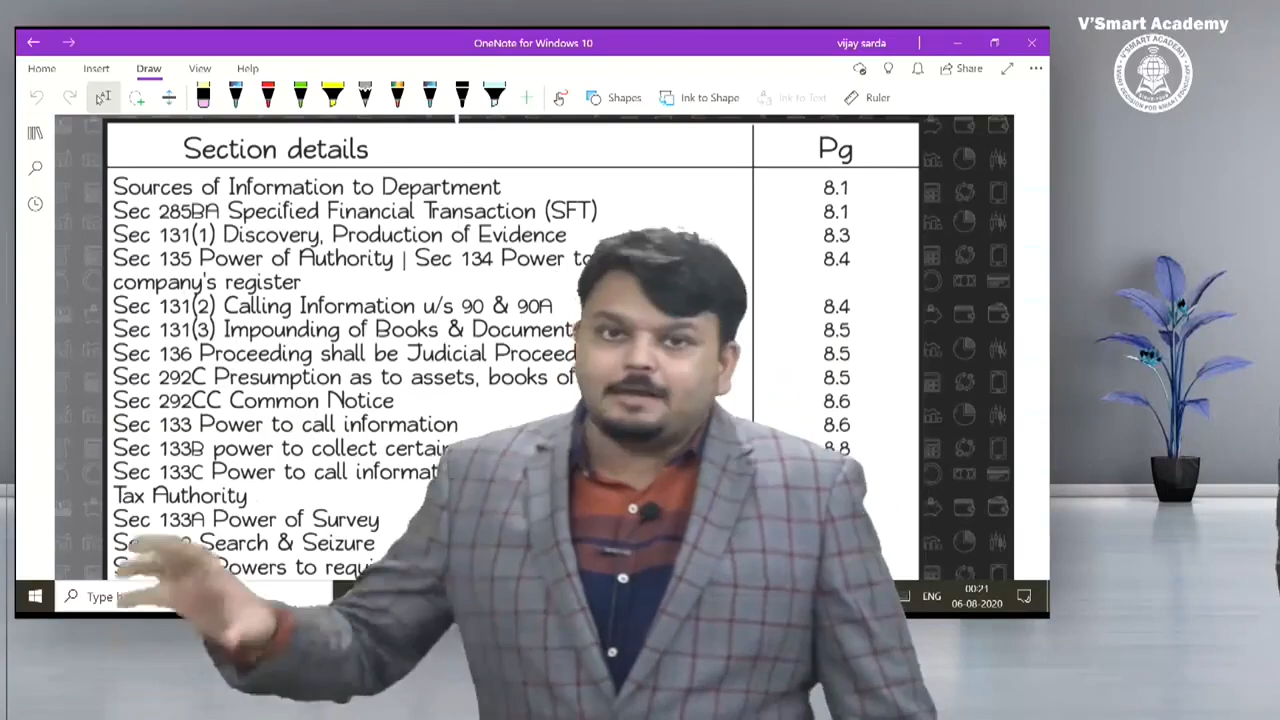 V'Smart Academy
OneNote for Windows 10
vijay sarda
Home Insert Draw View Help
Share
Shapes Ink to Shape Ink to Text Ruler
Section details Pg
Sources of Information to Department 8.1
Sec 285BA Specified Financial Transaction (SFT) 8.1
Sec 131(1) Discovery, Production of Evidence 8.3
Sec 135 Power of Authority | Sec 134 Power to 8.4
company's register
Sec 131(2) Calling Information u/s 90 & 90A 8.4
Sec 131(3) Impounding of Books & Document 8.5
Sec 136 Proceeding shall be Judicial Proceed 8.5
Sec 292C Presumption as to assets, books of 8.5
Sec 292CC Common Notice 8.6
Sec 133 Power to call information 8.6
Sec 133B power to collect certain 8.8
Sec 133C Power to call informat
Tax Authority
Sec 133A Power of Survey
Search & Seizure
Powers to requi
Type
ENG
00:21
06-08-2020